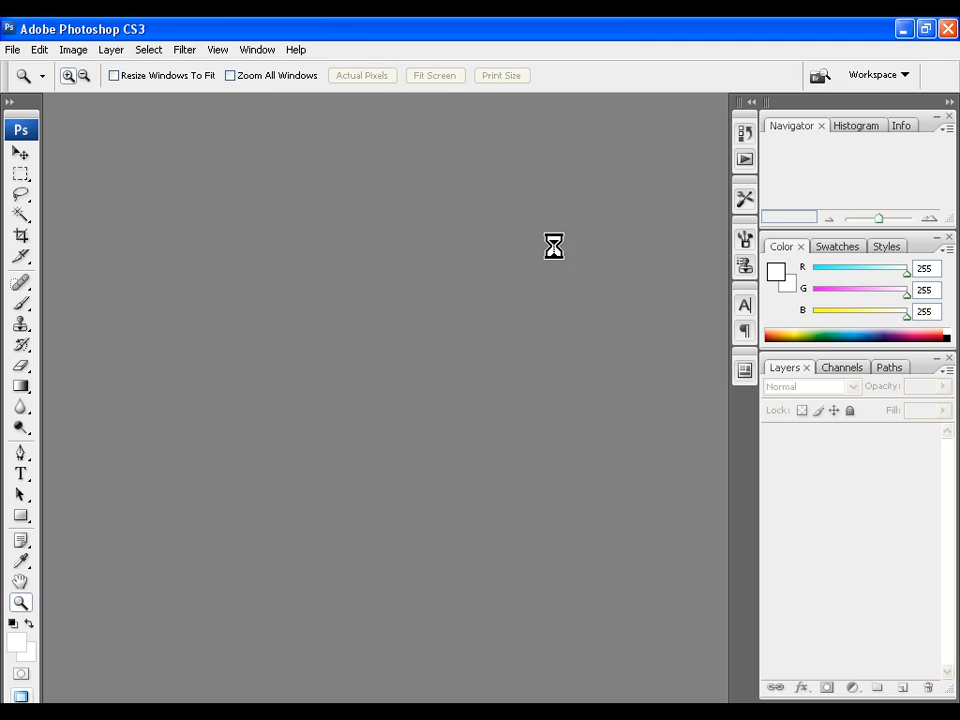 Ps Adobe Photoshop CS3
File Edit Image Layer Select Filter View Window Help
Resize Windows To Fit Zoom All Windows Actual Pixels Fit Screen Print Size Workspace
Ps
Navigator Histogram Info
Color Swatches Styles
R 255
G 255
B 255
Layers Channels Paths
Normal Opacity:
Lock: Fill:
A
T
fx